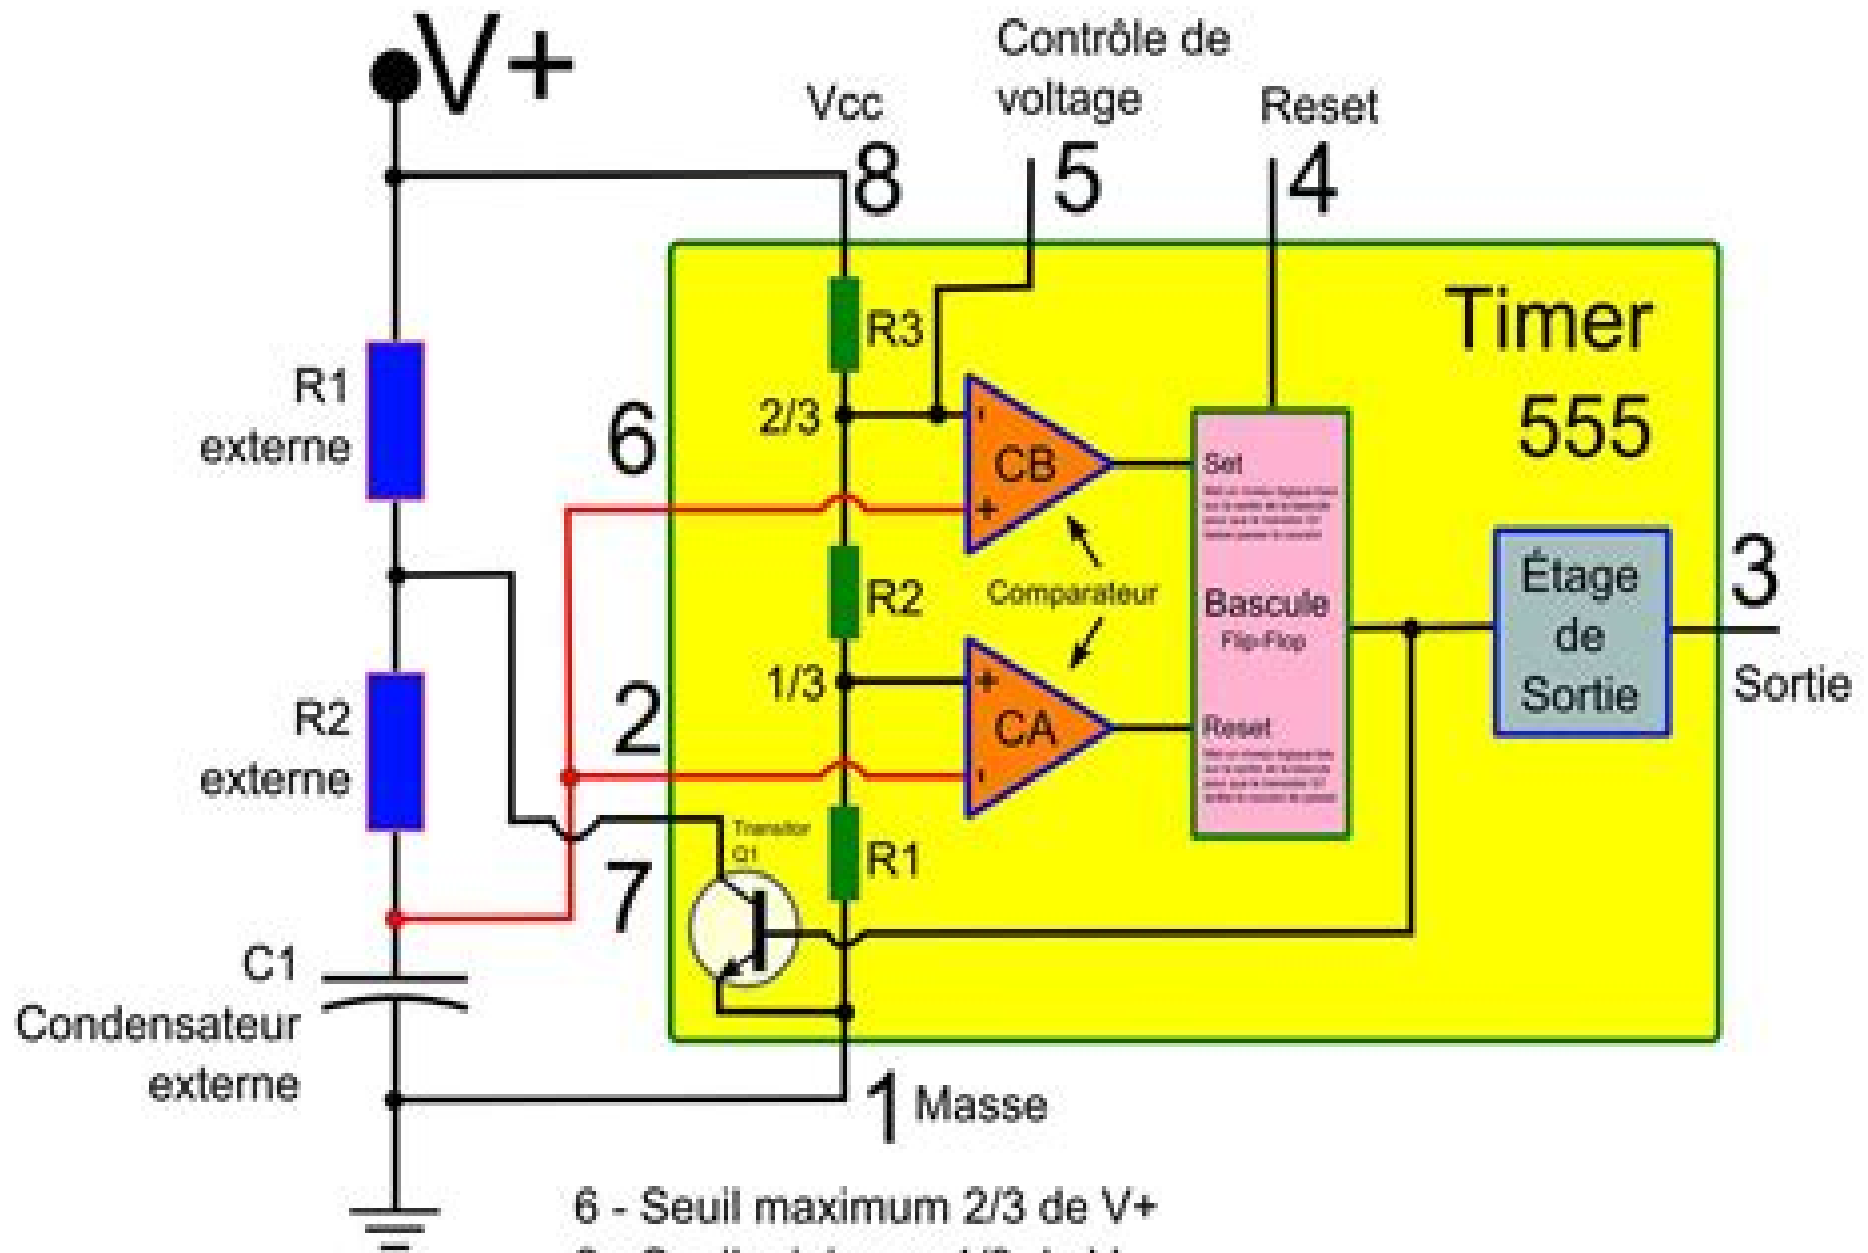 V+
Contrôle de
voltage
Vcc
Reset
8
5
4
Timer
555
R3
R1
externe
6
2/3
CB
Set
Comparateur
R2
Bascule
Flip-Flop
Étage
de
Sortie
3
Sortie
2
1/3
CA
Reset
R2
externe
Transitor
Q1
R1
7
C1
Condensateur
externe
1 Masse
6 - Seuil maximum 2/3 de V+